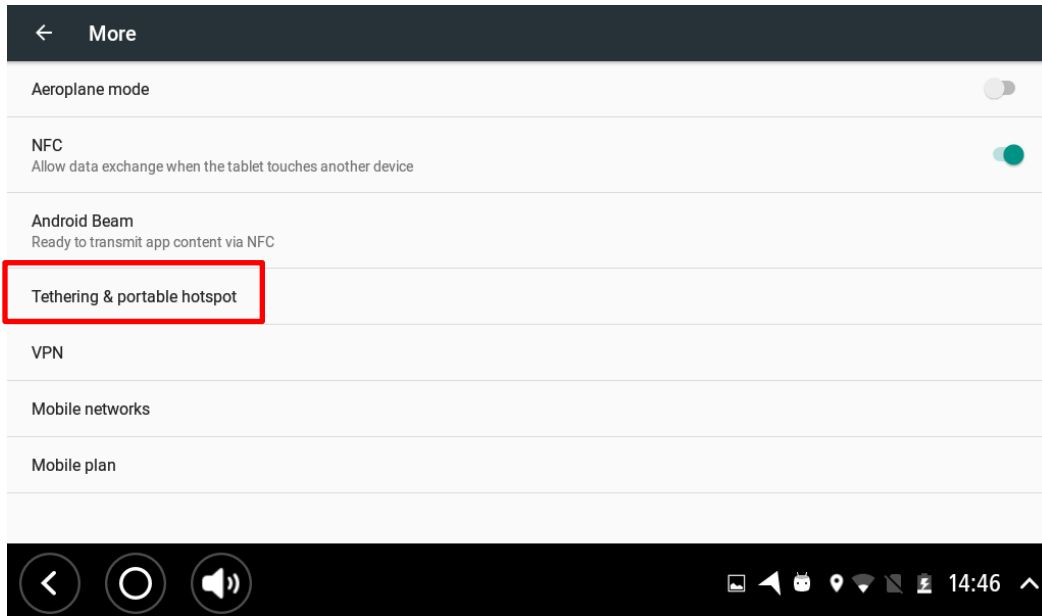 More
Aeroplane mode
NFC
Allow data exchange when the tablet touches another device
Android Beam
Ready to transmit app content via NFC
Tethering & portable hotspot
VPN
Mobile networks
Mobile plan
14:46